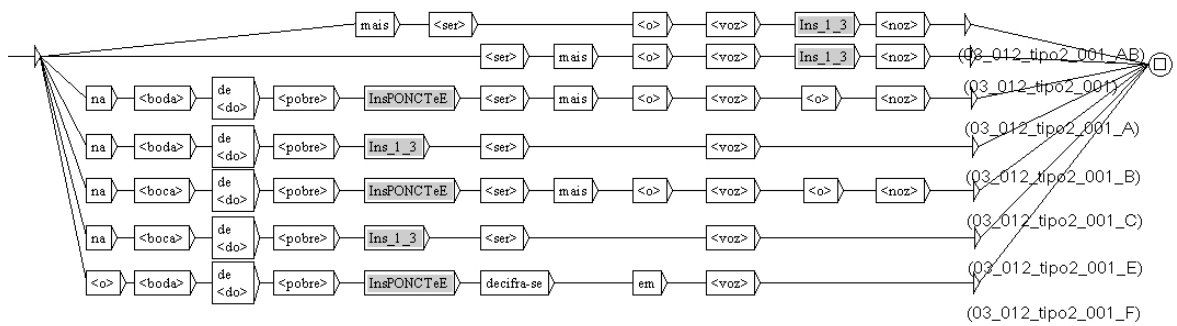 mais <ser> <o> <voz> Ins_1_3 <noz>
(03_012_tipo2_001_AB)
<ser> mais <o> <voz> Ins_1_3 <noz>
(03_012_tipo2_001)
na <boda> de <do> <pobre> InsPONCTeE <ser> mais <o> <voz> <o> <noz>
(03_012_tipo2_001_A)
na <boda> de <do> <pobre> Ins_1_3 <ser> <voz>
(03_012_tipo2_001_B)
na <boca> de <do> <pobre> InsPONCTeE <ser> mais <o> <voz> <o> <noz>
(03_012_tipo2_001_C)
na <boca> de <do> <pobre> Ins_1_3 <ser> <voz>
(03_012_tipo2_001_E)
<o> <boda> de <do> <pobre> InsPONCTeE decifra-se em <voz>
(03_012_tipo2_001_F)